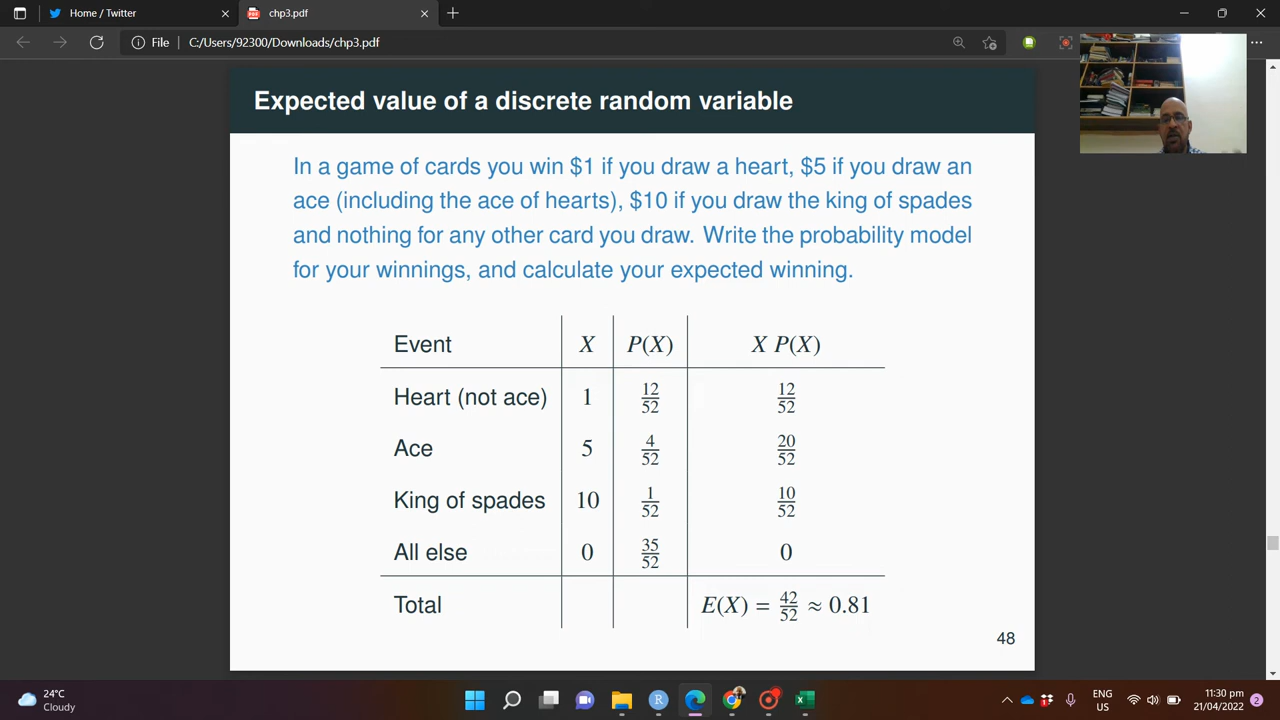 Home / Twitter
chp3.pdf
File
C:/Users/92300/Downloads/chp3.pdf
Expected value of a discrete random variable
In a game of cards you win $1 if you draw a heart, $5 if you draw an
ace (including the ace of hearts), $10 if you draw the king of spades
and nothing for any other card you draw. Write the probability model
for your winnings, and calculate your expected winning.
Event X P(X) X P(X)
Heart (not ace) 1 12/52 12/52
Ace 5 4/52 20/52
King of spades 10 1/52 10/52
All else 0 35/52 0
Total E(X) = 42/52 ≈ 0.81
48
24°C
Cloudy
ENG
US
11:30 pm
21/04/2022
2